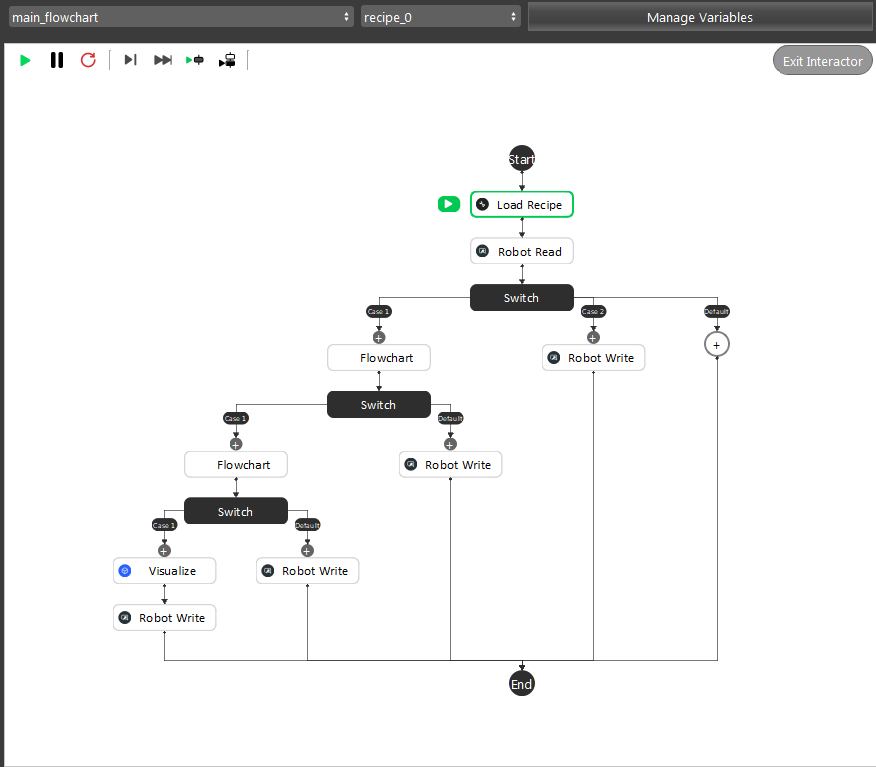 main_flowchart
recipe_0
Manage Variables
Exit Interactor
Start
Load Recipe
Robot Read
Switch
Case 1
Case 2
Default
Flowchart
Robot Write
Switch
Case 1
Default
Flowchart
Robot Write
Switch
Case 1
Default
Visualize
Robot Write
Robot Write
End